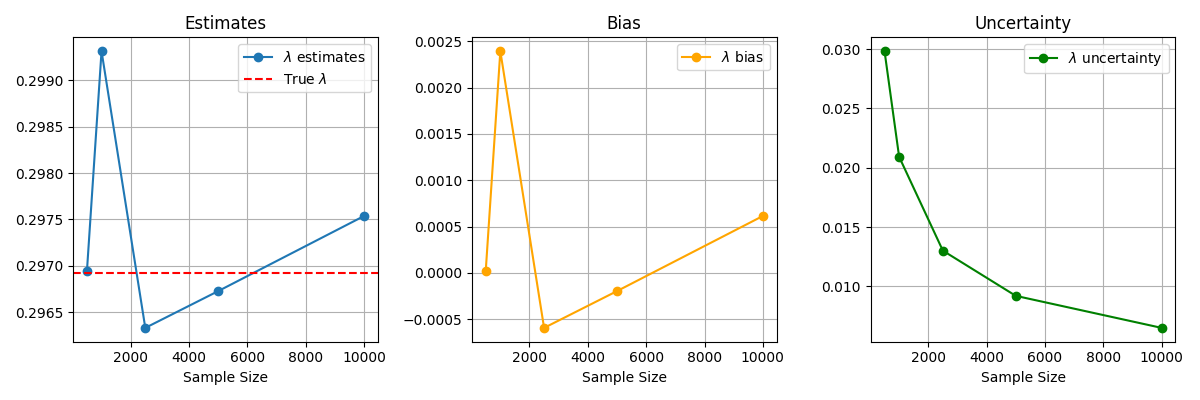 Estimates
λ estimates
True λ
0.2990
0.2985
0.2980
0.2975
0.2970
0.2965
2000 4000 6000 8000 10000
Sample Size
Bias
λ bias
0.0025
0.0020
0.0015
0.0010
0.0005
0.0000
−0.0005
2000 4000 6000 8000 10000
Sample Size
Uncertainty
λ uncertainty
0.030
0.025
0.020
0.015
0.010
2000 4000 6000 8000 10000
Sample Size